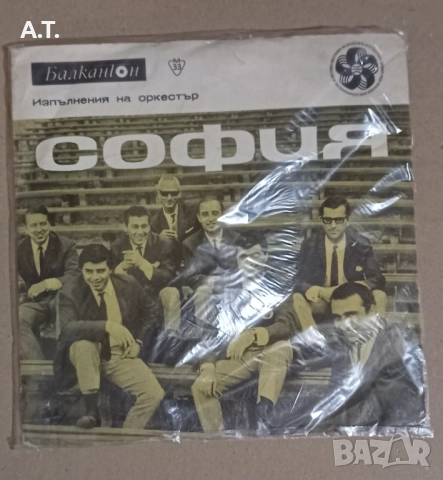 A.T.
Балкантон
М
33
Изпълнения на оркестър
СОФИЯ
BAZAR